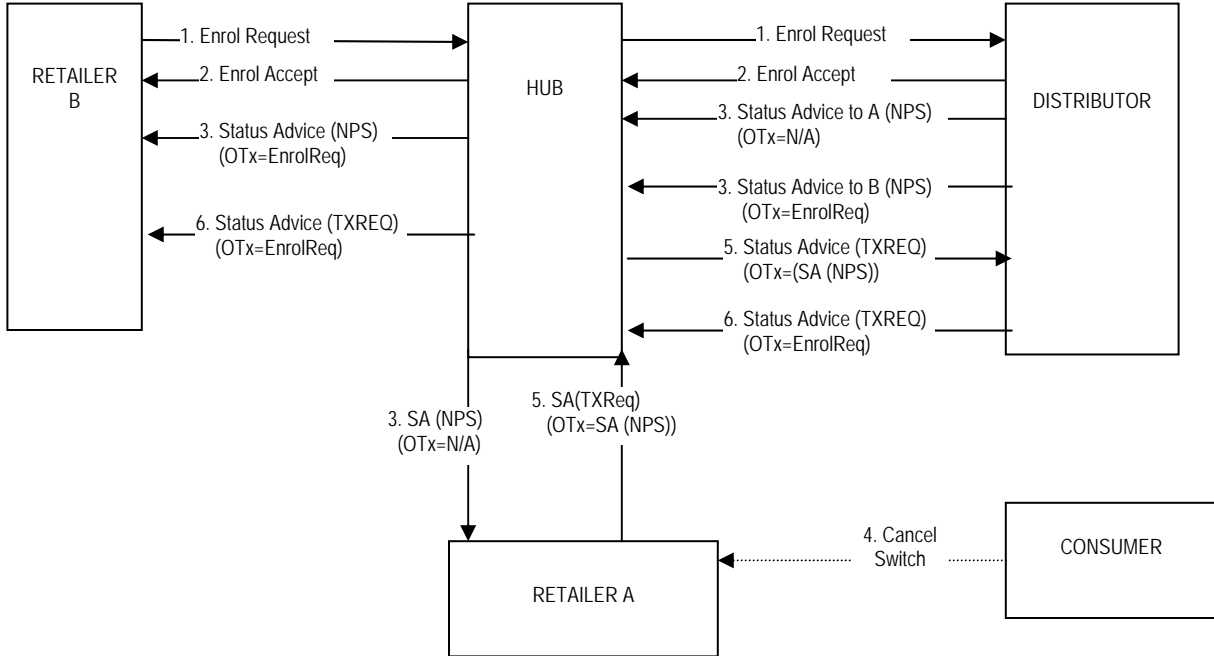 RETAILER
B
1. Enrol Request
2. Enrol Accept
3. Status Advice (NPS)
(OTx=EnrolReq)
6. Status Advice (TXREQ)
(OTx=EnrolReq)
HUB
1. Enrol Request
2. Enrol Accept
3. Status Advice to A (NPS)
(OTx=N/A)
3. Status Advice to B (NPS)
(OTx=EnrolReq)
5. Status Advice (TXREQ)
(OTx=(SA (NPS))
6. Status Advice (TXREQ)
(OTx=EnrolReq)
DISTRIBUTOR
3. SA (NPS)
(OTx=N/A)
5. SA(TXReq)
(OTx=SA (NPS))
RETAILER A
4. Cancel
Switch
CONSUMER